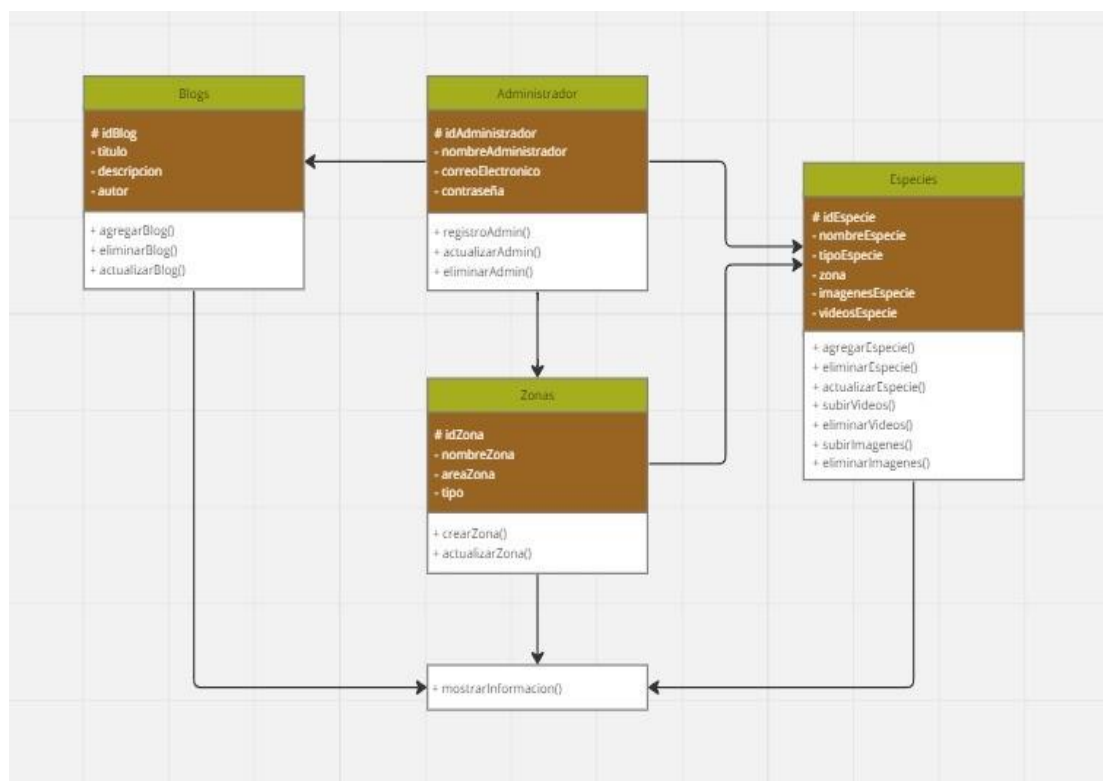 Blogs
# idBlog
- titulo
- descripcion
- autor
+ agregarBlog()
+ eliminarBlog()
+ actualizarBlog()
Administrador
# idAdministrador
- nombreAdministrador
- correoElectronico
- contraseña
+ registroAdmin()
+ actualizarAdmin()
+ eliminarAdmin()
Especies
# idEspecie
- nombreEspecie
- tipoEspecie
- zona
- imagenesEspecie
- videosEspecie
+ agregarEspecie()
+ eliminarEspecie()
+ actualizarEspecie()
+ subirVideos()
+ eliminarVideos()
+ subirImagenes()
+ eliminarImagenes()
Zonas
# idZona
- nombreZona
- areaZona
- tipo
+ crearZona()
+ actualizarZona()
+ mostrarInformacion()